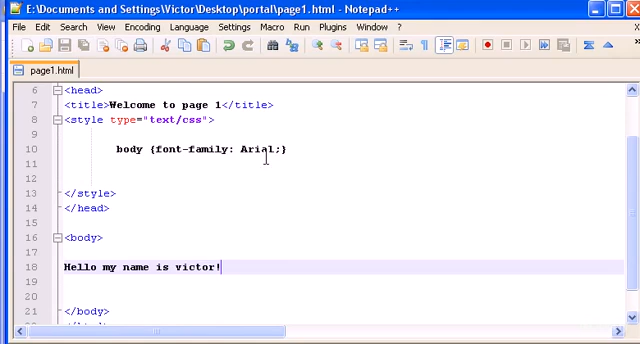 E:\Documents and Settings\Victor\Desktop\portal\page1.html - Notepad++
File Edit Search View Encoding Language Settings Macro Run Plugins Window ? X
page1.html
6 <head>
7 <title>Welcome to page 1</title>
8 <style type="text/css">
9
10 body {font-family: Arial;}
11
12
13 </style>
14 </head>
15
16 <body>
17
18 Hello my name is victor!
19
20
21 </body>